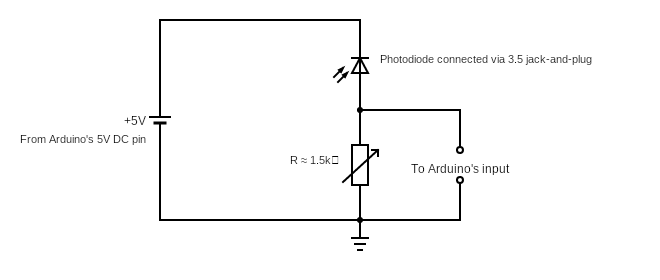 Photodiode connected via 3.5 jack-and-plug
+5V
From Arduino's 5V DC pin
R ≈ 1.5k□
To Arduino's input